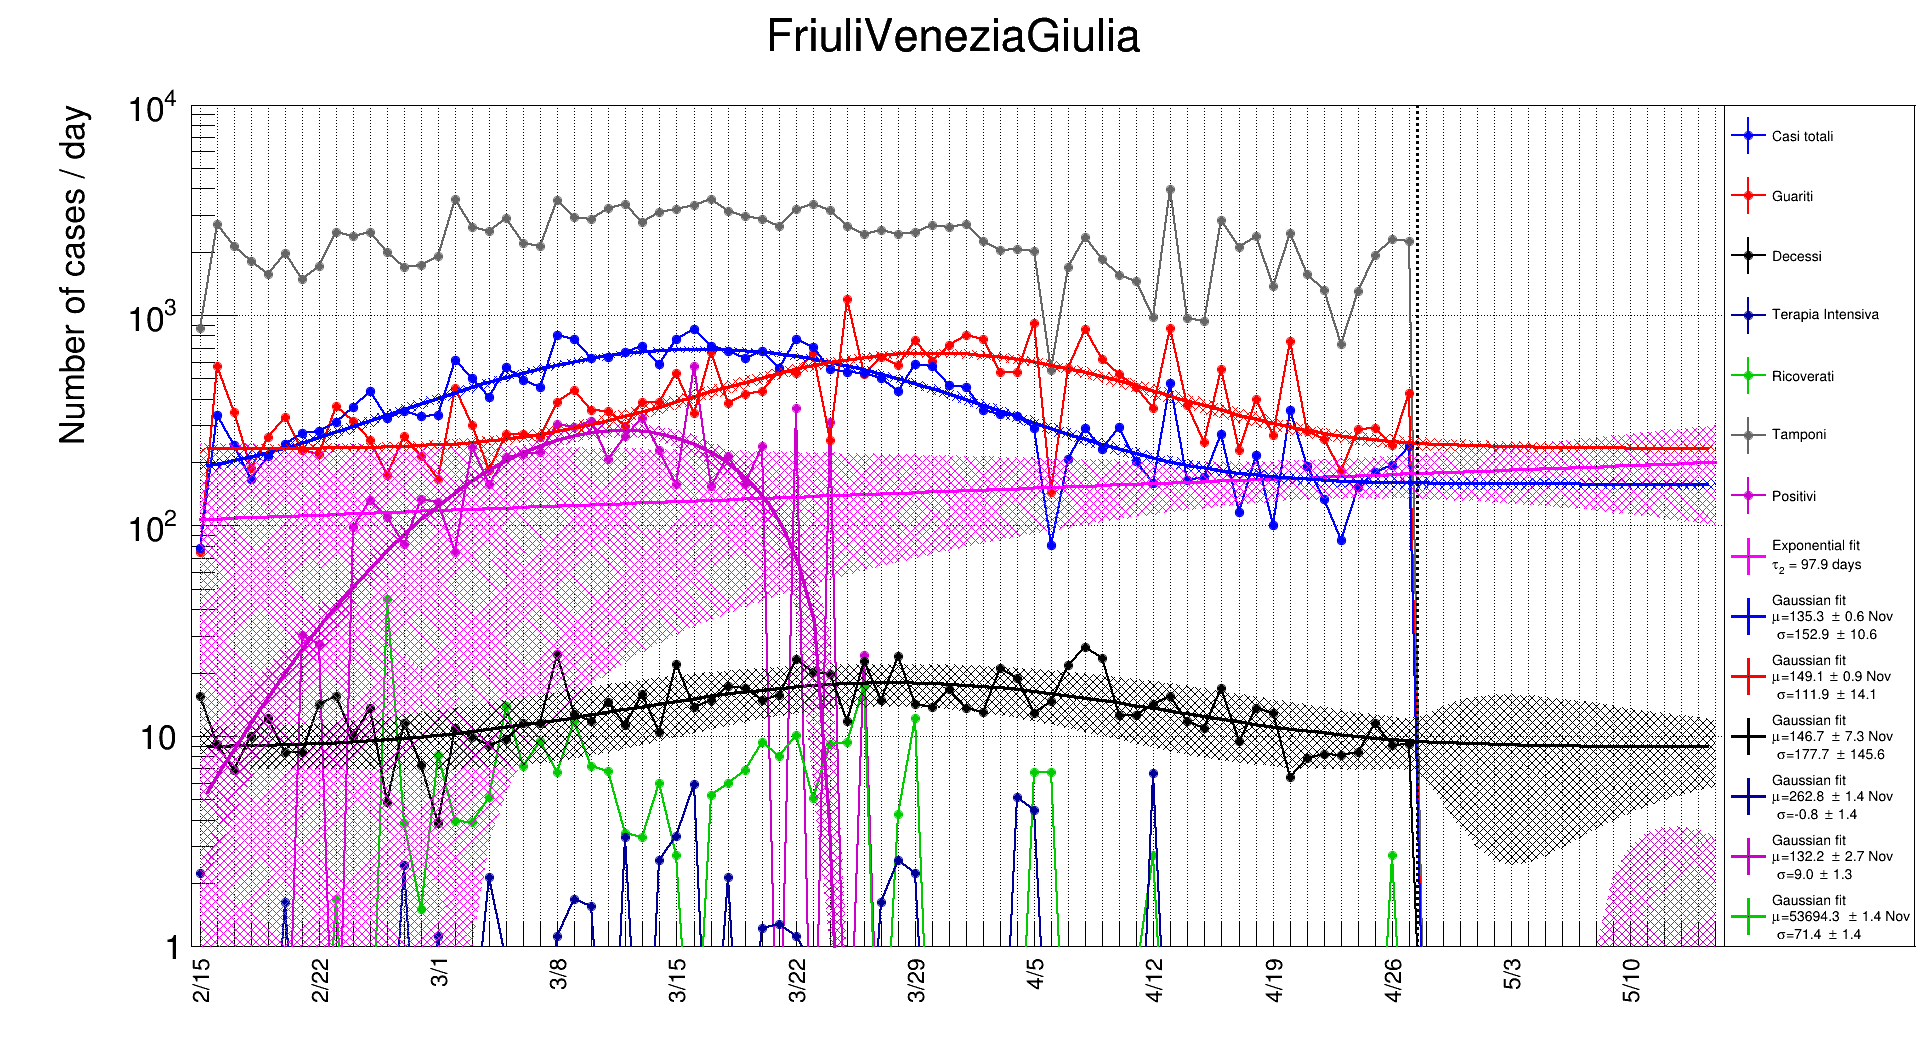 FriuliVeneziaGiulia
Number of cases / day
10⁴
10³
10²
10
1
2/15
2/22
3/1
3/8
3/15
3/22
3/29
4/5
4/12
4/19
4/26
5/3
5/10
Casi totali
Guariti
Decessi
Terapia Intensiva
Ricoverati
Tamponi
Positivi
Exponential fit
τ₂ = 97.9 days
Gaussian fit
μ=135.3 ± 0.6 Nov
σ=152.9 ± 10.6
Gaussian fit
μ=149.1 ± 0.9 Nov
σ=111.9 ± 14.1
Gaussian fit
μ=146.7 ± 7.3 Nov
σ=177.7 ± 145.6
Gaussian fit
μ=262.8 ± 1.4 Nov
σ=-0.8 ± 1.4
Gaussian fit
μ=132.2 ± 2.7 Nov
σ=9.0 ± 1.3
Gaussian fit
μ=53694.3 ± 1.4 Nov
σ=71.4 ± 1.4